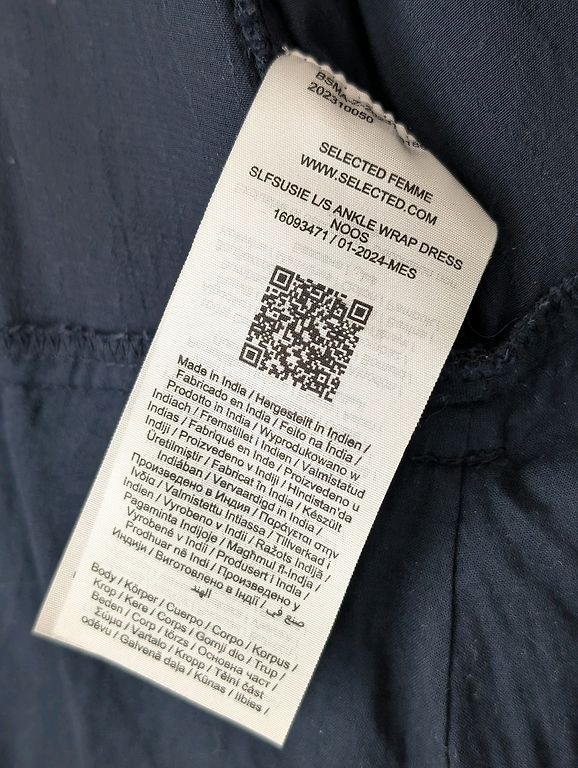 202310050
SELECTED FEMME
WWW.SELECTED.COM
SLFSUSIE L/S ANKLE WRAP DRESS
NOOS
16093471 / 01-2024-MES
Made in India / Hergestellt in Indien /
Fabricado en India / Feito na Índia /
Prodotto in India / Wyprodukowano w
Indiach / Fremstillet i Indien / Valmistatud
Indias / Fabriqué en Inde / Proizvedeno u
Indiji / Proizvedeno v Indiji / Hindistan'da
Üretilmiştir / Fabricat în India / Készült
Indiában / Vervaardigd in India /
Произведено в Индия / Παράγεται στην
Ινδία / Valmistettu Intiassa / Tillverkad i
Indien / Vyrobeno v Indii / Ražots Indijā /
Pagaminta Indijoje / Maghmul fl-Indja /
Vyrobené v Indii / Produsert i India /
Prodhuar në Indi / Произведено у
Индији / Виготовлено в Індії / صنع في
الهند
Body / Körper / Cuerpo / Corpo / Korpus /
Krop / Kere / Corps / Gornji dio / Trup /
Beden / Corp / törzs / Основна част /
Σώμα / Vartalo / Kropp / Tělní část
oděvu / Galvenā daļa / Kūnas / Ilbies /